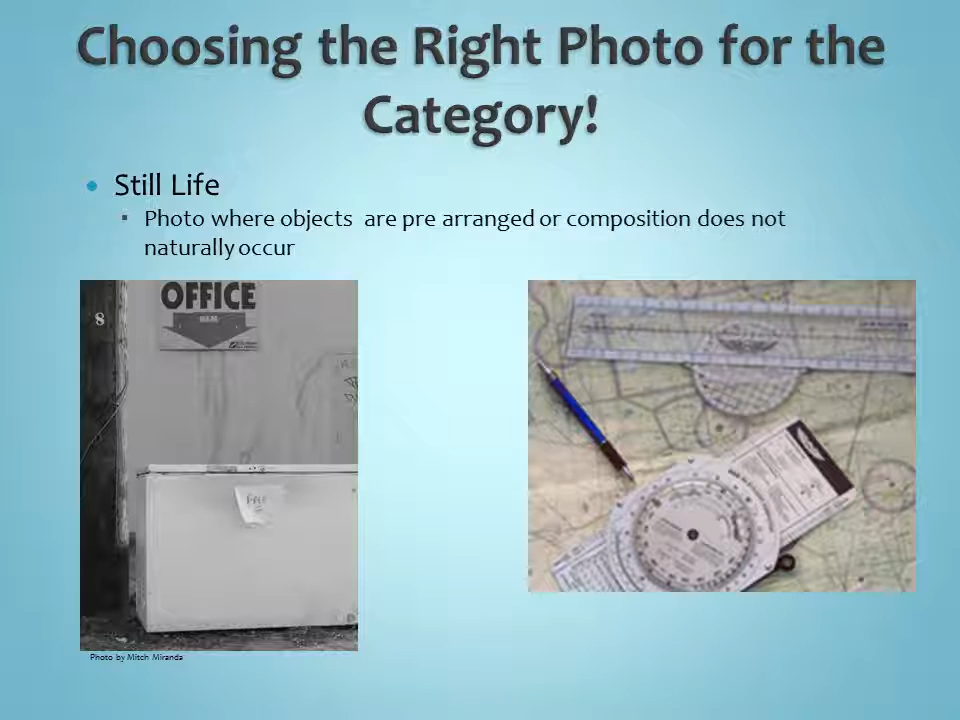 Choosing the Right Photo for the
Category!
Still Life
Photo where objects are pre arranged or composition does not
naturally occur
OFFICE
8
Photo by Mitch Miranda